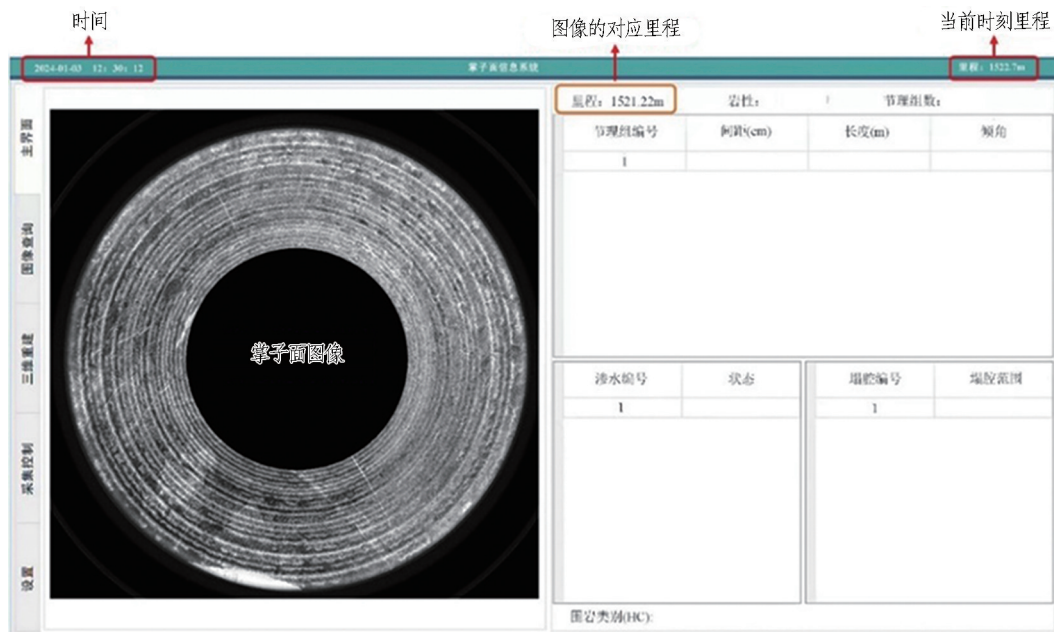 时间
图像的对应里程
当前时刻里程
2024-01-03 12:30:12
掌子面信息系统
里程:1522.7m
主界面
图像查询
三维重建
采集控制
设置
掌子面图像
里程:1521.22m
岩性:
节理组数:
节理组编号
间距(cm)
长度(m)
倾角
1
渗水编号
状态
1
塌腔编号
塌腔范围
1
围岩类别(HC):